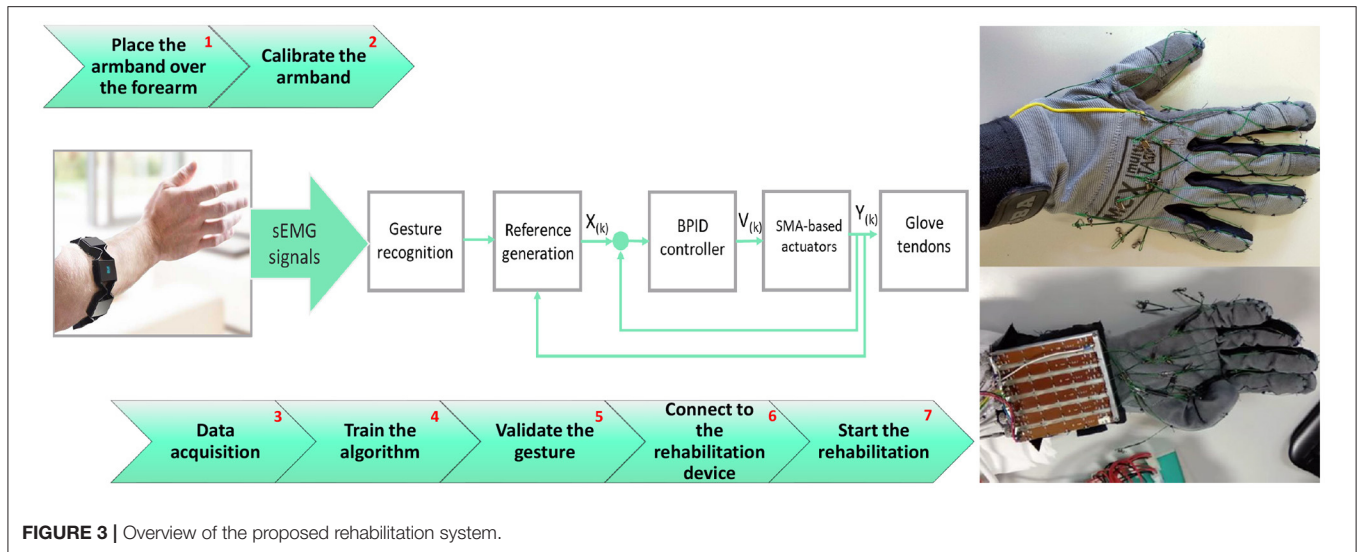 Place the
armband over
the forearm
1
Calibrate the
armband
2
sEMG
signals
Gesture
recognition
Reference
generation
X(k)
BPID
controller
V(k)
SMA-based
actuators
Y(k)
Glove
tendons
Data
acquisition
3
Train the
algorithm
4
Validate the
gesture
5
Connect to
the
rehabilitation
device
6
Start the
rehabilitation
7
multi
TASK
FIGURE 3 | Overview of the proposed rehabilitation system.